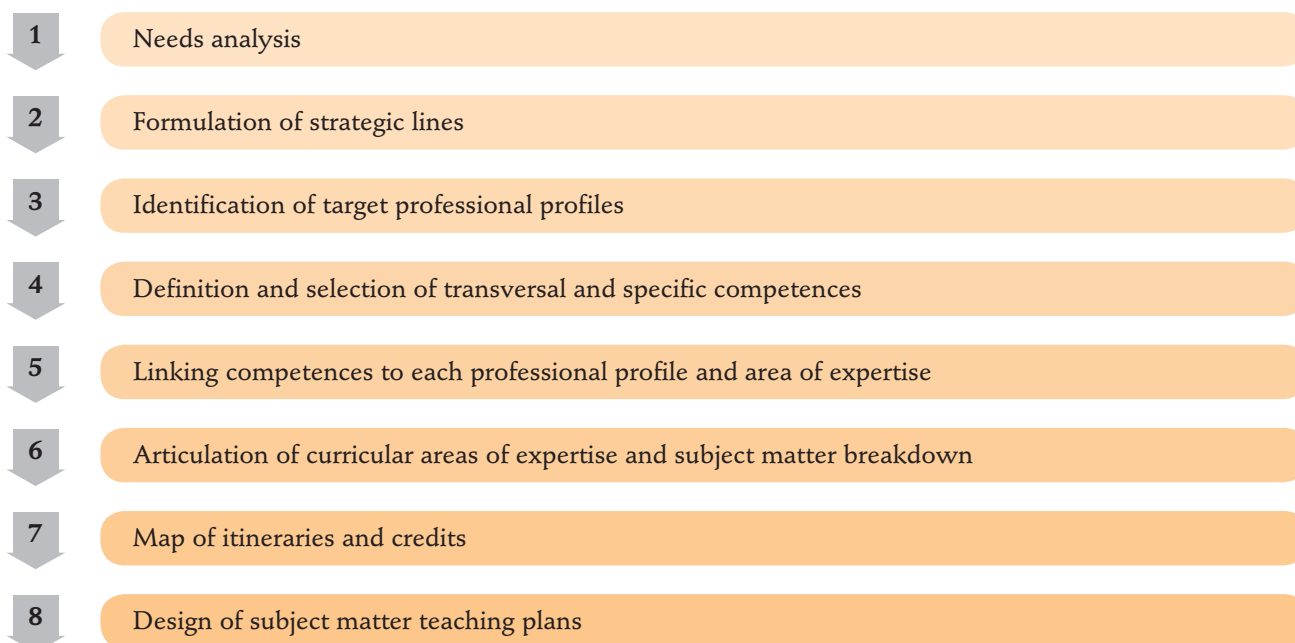 1 Needs analysis
2 Formulation of strategic lines
3 Identification of target professional profiles
4 Definition and selection of transversal and specific competences
5 Linking competences to each professional profile and area of expertise
6 Articulation of curricular areas of expertise and subject matter breakdown
7 Map of itineraries and credits
8 Design of subject matter teaching plans